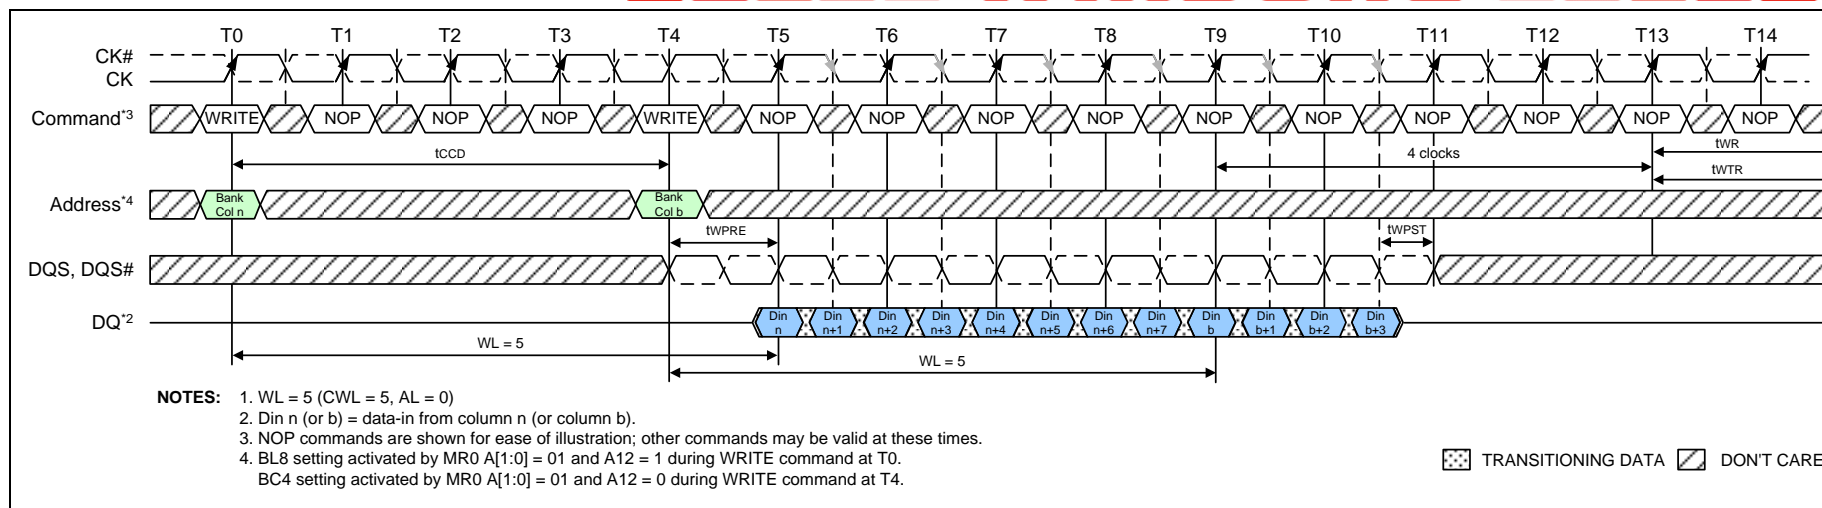 T0 T1 T2 T3 T4 T5 T6 T7 T8 T9 T10 T11 T12 T13 T14
CK#
CK
Command*3 WRITE NOP NOP NOP WRITE NOP NOP NOP NOP NOP NOP NOP NOP NOP NOP
tCCD 4 clocks tWR
tWTR
Address*4 Bank Col n Bank Col b
tWPRE tWPST
DQS, DQS#
DQ*2 Din n Din n+1 Din n+2 Din n+3 Din n+4 Din n+5 Din n+6 Din n+7 Din b Din b+1 Din b+2 Din b+3
WL = 5
WL = 5
NOTES: 1. WL = 5 (CWL = 5, AL = 0)
2. Din n (or b) = data-in from column n (or column b).
3. NOP commands are shown for ease of illustration; other commands may be valid at these times.
4. BL8 setting activated by MR0 A[1:0] = 01 and A12 = 1 during WRITE command at T0.
BC4 setting activated by MR0 A[1:0] = 01 and A12 = 0 during WRITE command at T4.
TRANSITIONING DATA DON'T CARE